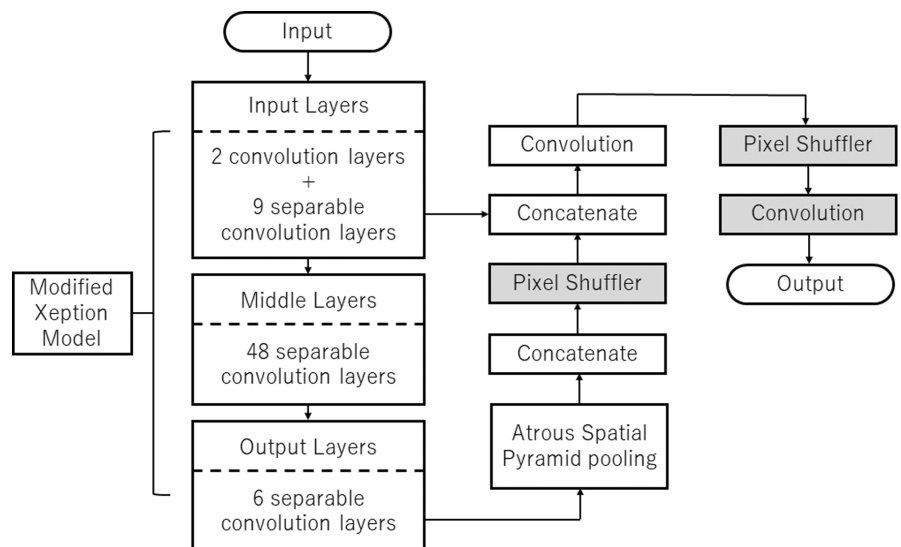 Input
Input Layers
2 convolution layers
+
9 separable
convolution layers
Modified
Xeption
Model
Middle Layers
48 separable
convolution layers
Output Layers
6 separable
convolution layers
Atrous Spatial
Pyramid pooling
Concatenate
Pixel Shuffler
Concatenate
Convolution
Pixel Shuffler
Convolution
Output